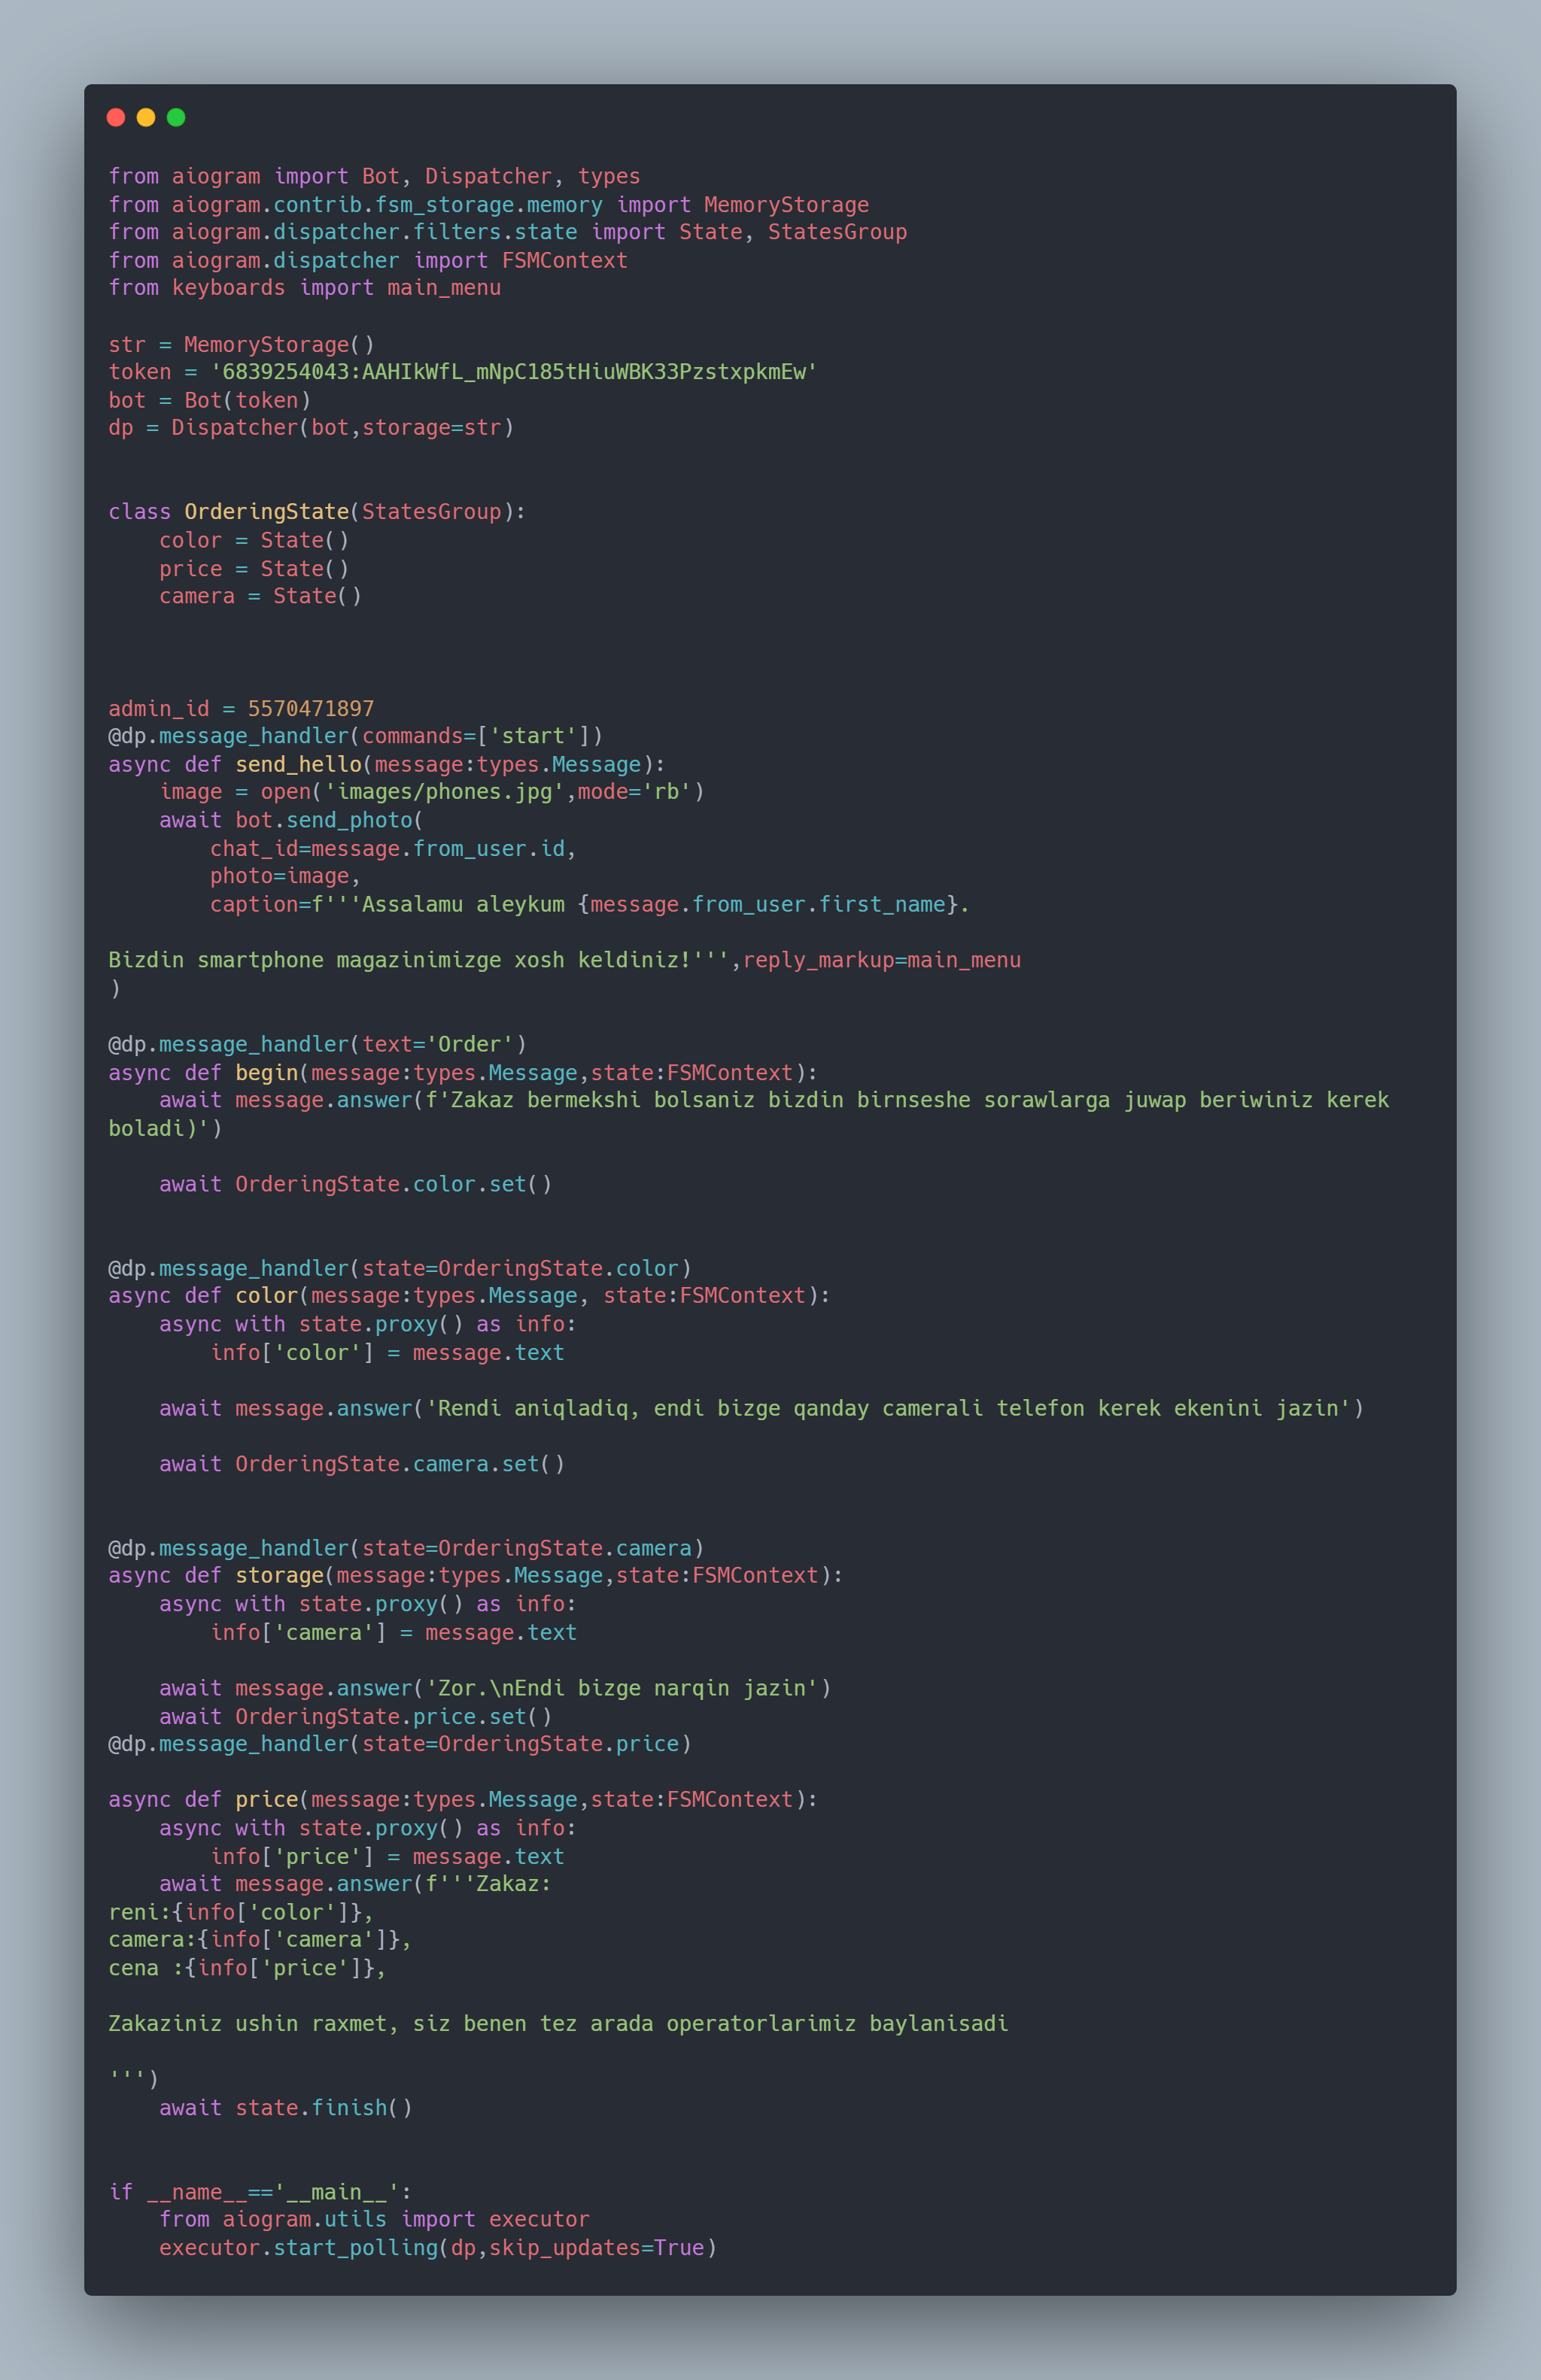 from aiogram import Bot, Dispatcher, types
from aiogram.contrib.fsm_storage.memory import MemoryStorage
from aiogram.dispatcher.filters.state import State, StatesGroup
from aiogram.dispatcher import FSMContext
from keyboards import main_menu

str = MemoryStorage()
token = '6839254043:AAHIkWfL_mNpC185tHiuWBK33PzstxpkmEw'
bot = Bot(token)
dp = Dispatcher(bot,storage=str)


class OrderingState(StatesGroup):
    color = State()
    price = State()
    camera = State()



admin_id = 5570471897
@dp.message_handler(commands=['start'])
async def send_hello(message:types.Message):
    image = open('images/phones.jpg',mode='rb')
    await bot.send_photo(
        chat_id=message.from_user.id,
        photo=image,
        caption=f'''Assalamu aleykum {message.from_user.first_name}.

Bizdin smartphone magazinimizge xosh keldiniz!''',reply_markup=main_menu
)

@dp.message_handler(text='Order')
async def begin(message:types.Message,state:FSMContext):
    await message.answer(f'Zakaz bermekshi bolsaniz bizdin birnseshe sorawlarga juwap beriwiniz kerek
boladi)')

    await OrderingState.color.set()


@dp.message_handler(state=OrderingState.color)
async def color(message:types.Message, state:FSMContext):
    async with state.proxy() as info:
        info['color'] = message.text

    await message.answer('Rendi aniqladiq, endi bizge qanday camerali telefon kerek ekenini jazin')

    await OrderingState.camera.set()


@dp.message_handler(state=OrderingState.camera)
async def storage(message:types.Message,state:FSMContext):
    async with state.proxy() as info:
        info['camera'] = message.text

    await message.answer('Zor.\nEndi bizge narqin jazin')
    await OrderingState.price.set()
@dp.message_handler(state=OrderingState.price)

async def price(message:types.Message,state:FSMContext):
    async with state.proxy() as info:
        info['price'] = message.text
    await message.answer(f'''Zakaz:
reni:{info['color']},
camera:{info['camera']},
cena :{info['price']},

Zakaziniz ushin raxmet, siz benen tez arada operatorlarimiz baylanisadi

''')
    await state.finish()


if __name__=='__main__':
    from aiogram.utils import executor
    executor.start_polling(dp,skip_updates=True)